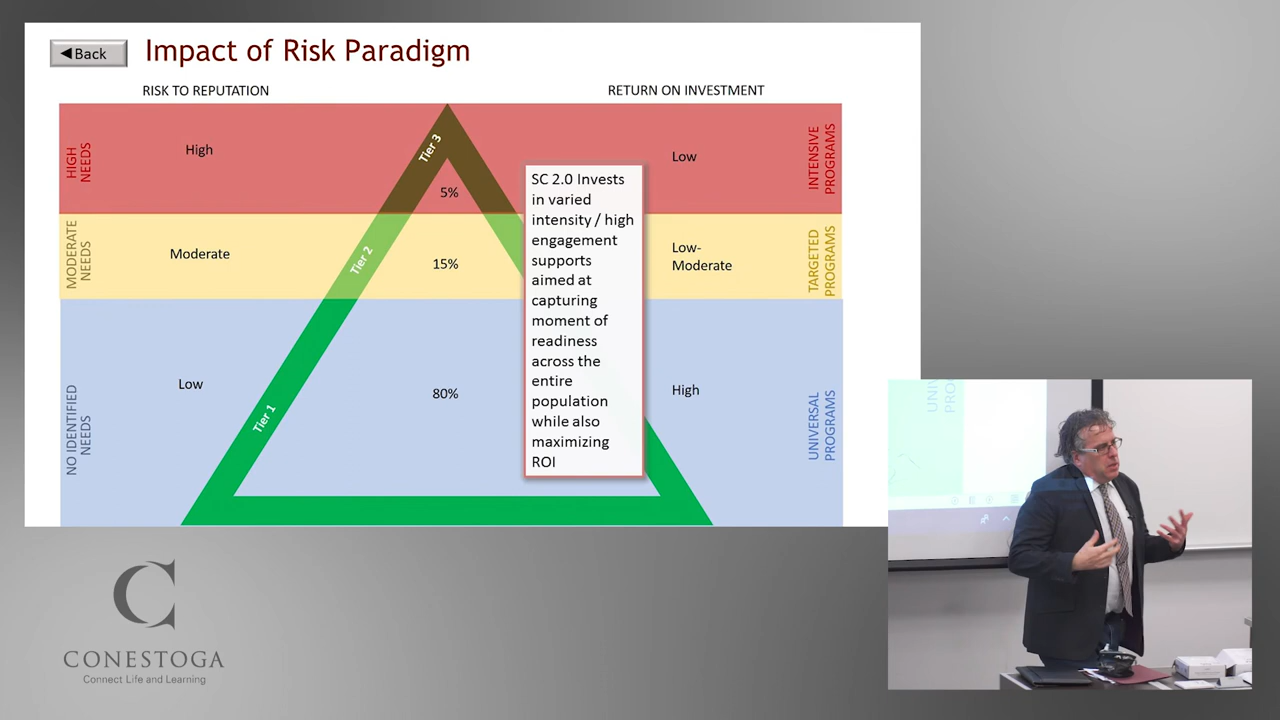 ◀Back
Impact of Risk Paradigm
RISK TO REPUTATION
RETURN ON INVESTMENT
HIGH
NEEDS
High
Tier 3
5%
Low
INTENSIVE
PROGRAMS
MODERATE
NEEDS
Moderate
Tier 2
15%
Low-
Moderate
TARGETED
PROGRAMS
NO IDENTIFIED
NEEDS
Low
Tier 1
80%
High
UNIVERSAL
PROGRAMS
SC 2.0 Invests
in varied
intensity / high
engagement
supports
aimed at
capturing
moment of
readiness
across the
entire
population
while also
maximizing
ROI
C
CONESTOGA
Connect Life and Learning